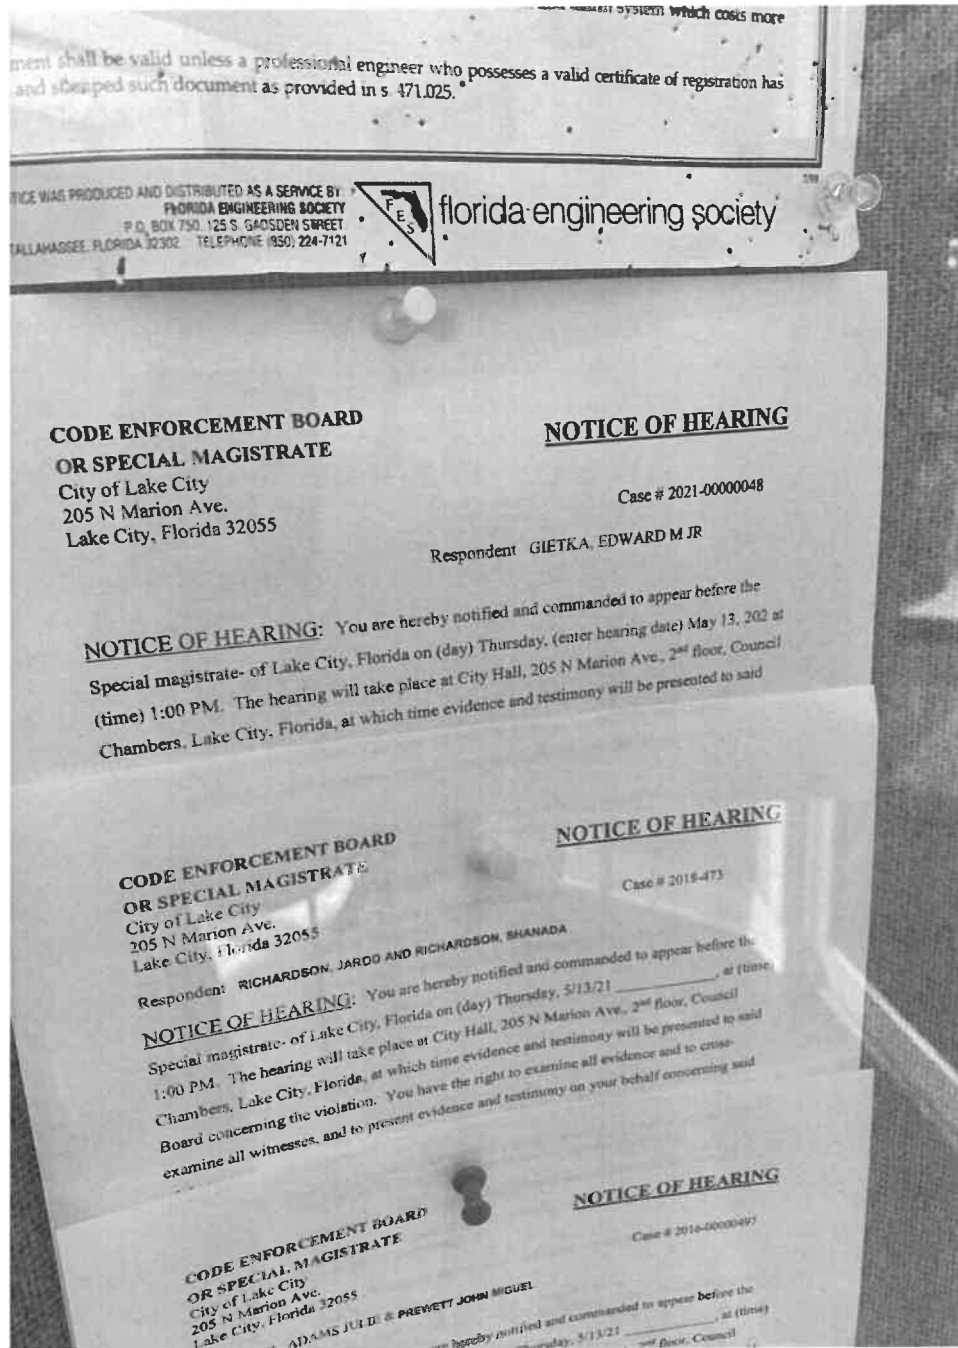 system which costs more
ment shall be valid unless a professional engineer who possesses a valid certificate of registration has
and stamped such document as provided in s. 471.025."
TICE WAS PRODUCED AND DISTRIBUTED AS A SERVICE BY
FLORIDA ENGINEERING SOCIETY
P.O. BOX 750, 125 S. GADSDEN STREET
TALLAHASSEE, FLORIDA 32302 TELEPHONE (850) 224-7121
FES
florida engineering society
CODE ENFORCEMENT BOARD
OR SPECIAL MAGISTRATE
City of Lake City
205 N Marion Ave.
Lake City, Florida 32055
NOTICE OF HEARING
Case # 2021-00000048
Respondent GIETKA, EDWARD M JR
NOTICE OF HEARING: You are hereby notified and commanded to appear before the
Special magistrate- of Lake City, Florida on (day) Thursday, (enter hearing date) May 13, 202 at
(time) 1:00 PM. The hearing will take place at City Hall, 205 N Marion Ave., 2nd floor, Council
Chambers, Lake City, Florida, at which time evidence and testimony will be presented to said
CODE ENFORCEMENT BOARD
OR SPECIAL MAGISTRATE
City of Lake City
205 N Marion Ave.
Lake City, Florida 32055
NOTICE OF HEARING
Case # 2018-473
Respondent RICHARDSON, JARDO AND RICHARDSON, SHANADA
NOTICE OF HEARING: You are hereby notified and commanded to appear before the
Special magistrate- of Lake City, Florida on (day) Thursday, 5/13/21 __________, at (time)
1:00 PM. The hearing will take place at City Hall, 205 N Marion Ave., 2nd floor, Council
Chambers, Lake City, Florida, at which time evidence and testimony will be presented to said
Board concerning the violation. You have the right to examine all evidence and to cross-
examine all witnesses, and to present evidence and testimony on your behalf concerning said
CODE ENFORCEMENT BOARD
OR SPECIAL MAGISTRATE
City of Lake City
205 N Marion Ave.
Lake City, Florida 32055
NOTICE OF HEARING
Case # 2016-00000497
ADAMS JULIE & PREWETT JOHN MIGUEL
hereby notified and commanded to appear before the
5/13/21 __________, at (time)
floor, Council